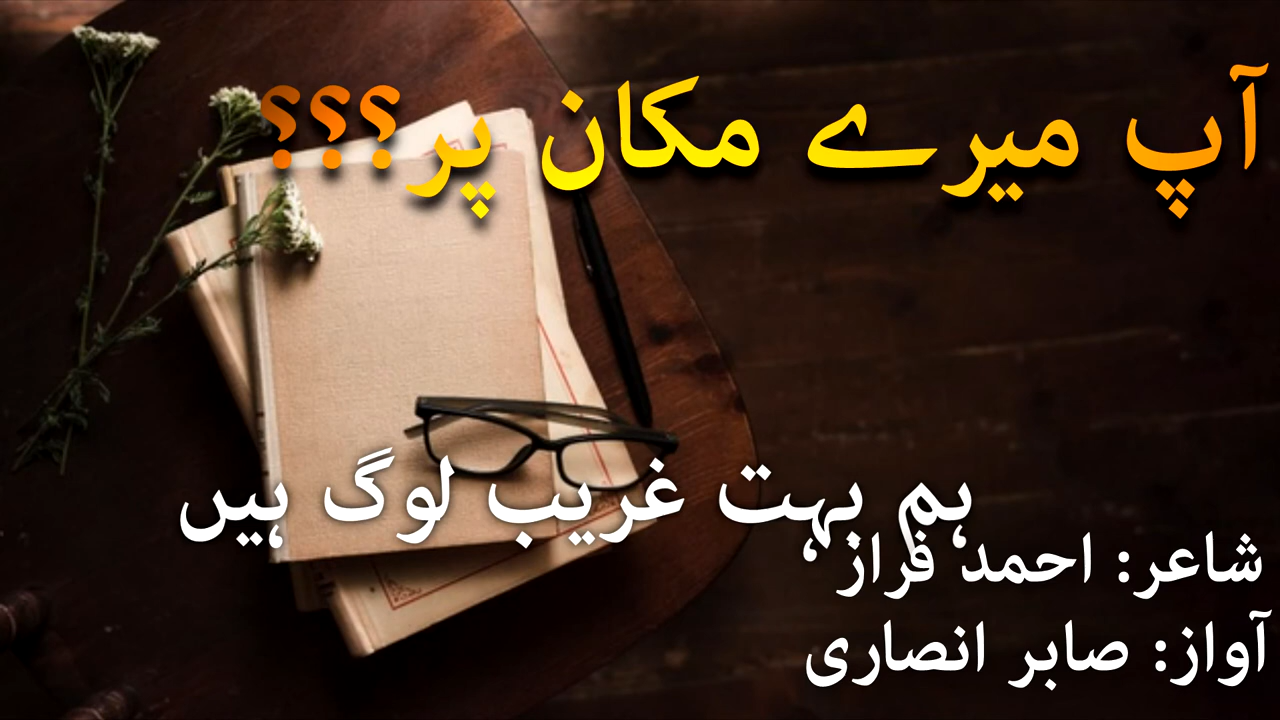 آپ میرے مکان پر؟؟؟
ہم بہت غریب لوگ ہیں
شاعر: احمد فراز
آواز: صابر انصاری